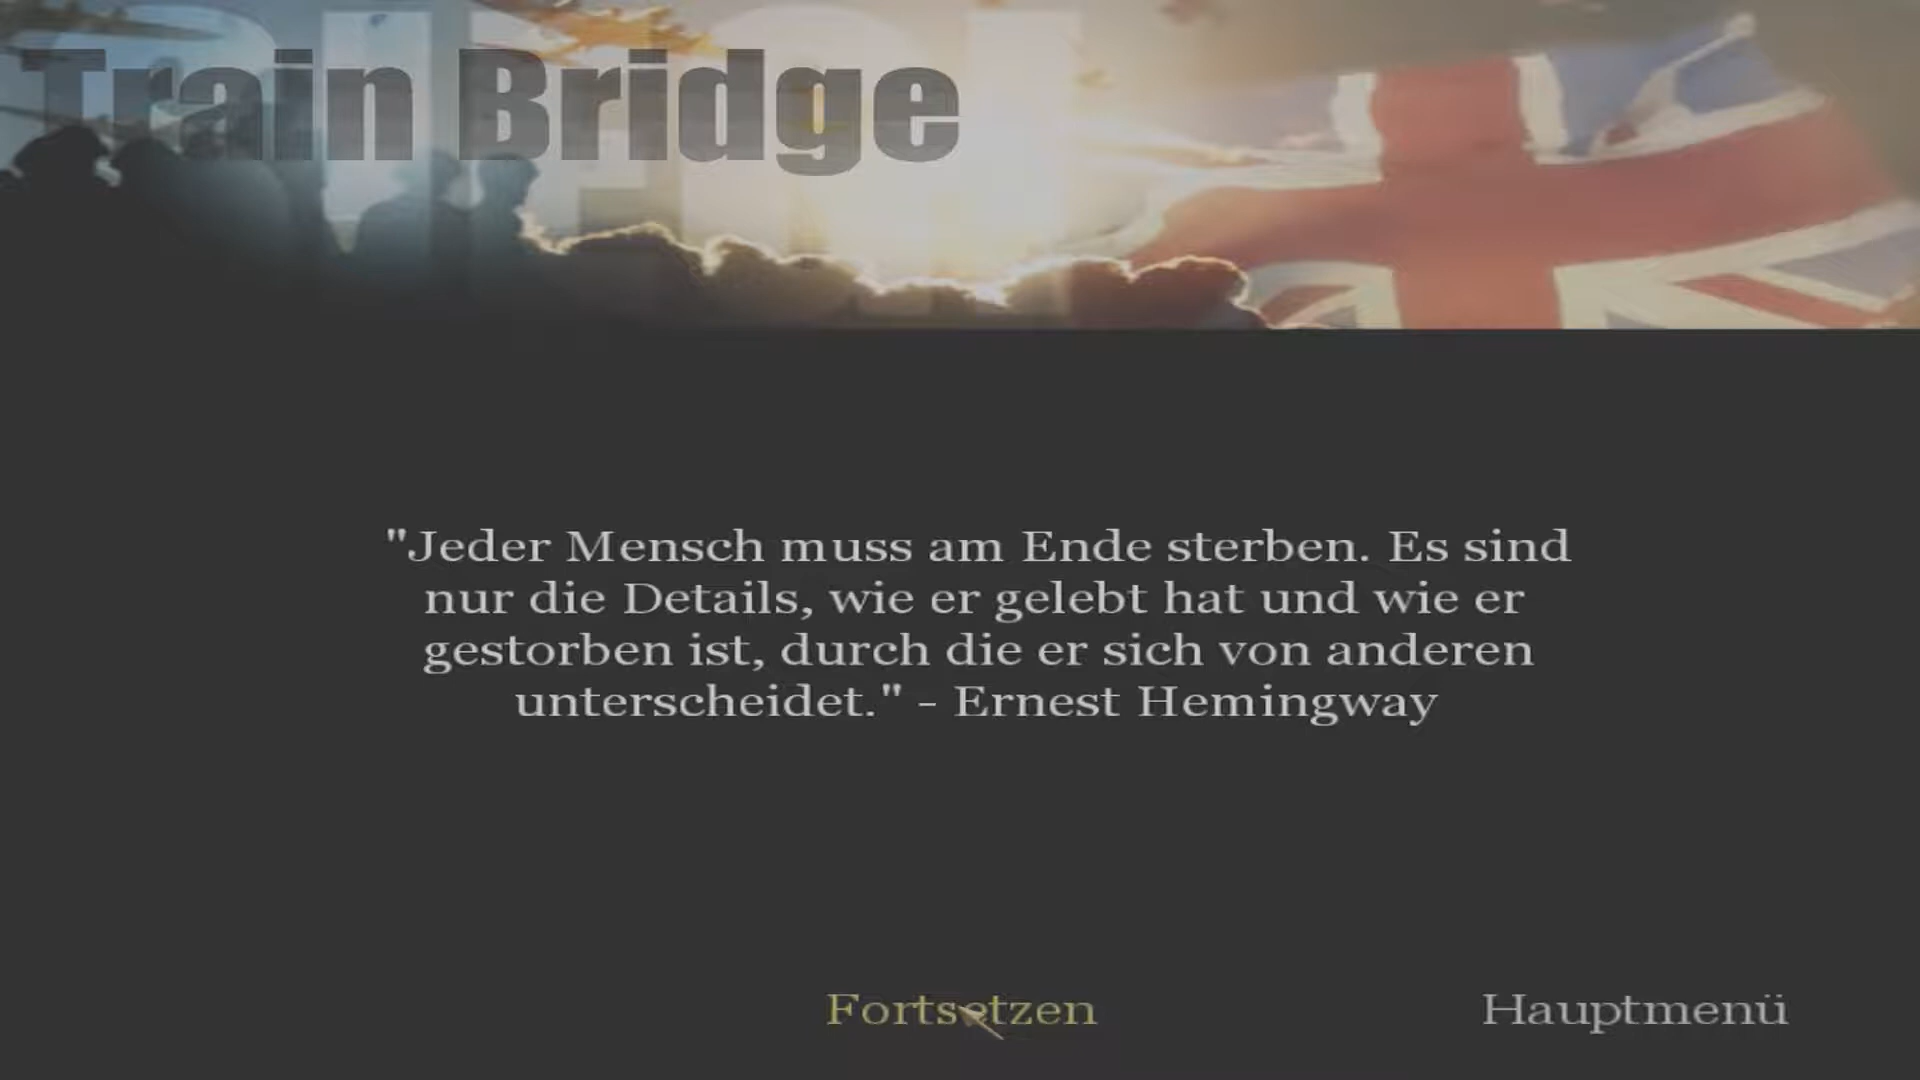 Train Bridge
"Jeder Mensch muss am Ende sterben. Es sind
nur die Details, wie er gelebt hat und wie er
gestorben ist, durch die er sich von anderen
unterscheidet." - Ernest Hemingway
Fortsetzen
Hauptmenü